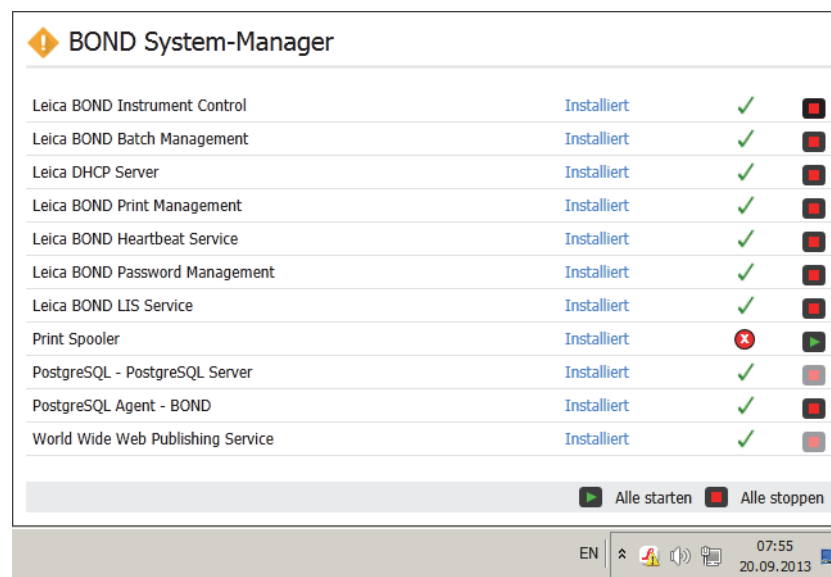 BOND System-Manager
Leica BOND Instrument Control Installiert
Leica BOND Batch Management Installiert
Leica DHCP Server Installiert
Leica BOND Print Management Installiert
Leica BOND Heartbeat Service Installiert
Leica BOND Password Management Installiert
Leica BOND LIS Service Installiert
Print Spooler Installiert
PostgreSQL - PostgreSQL Server Installiert
PostgreSQL Agent - BOND Installiert
World Wide Web Publishing Service Installiert
Alle starten Alle stoppen
EN 07:55
20.09.2013